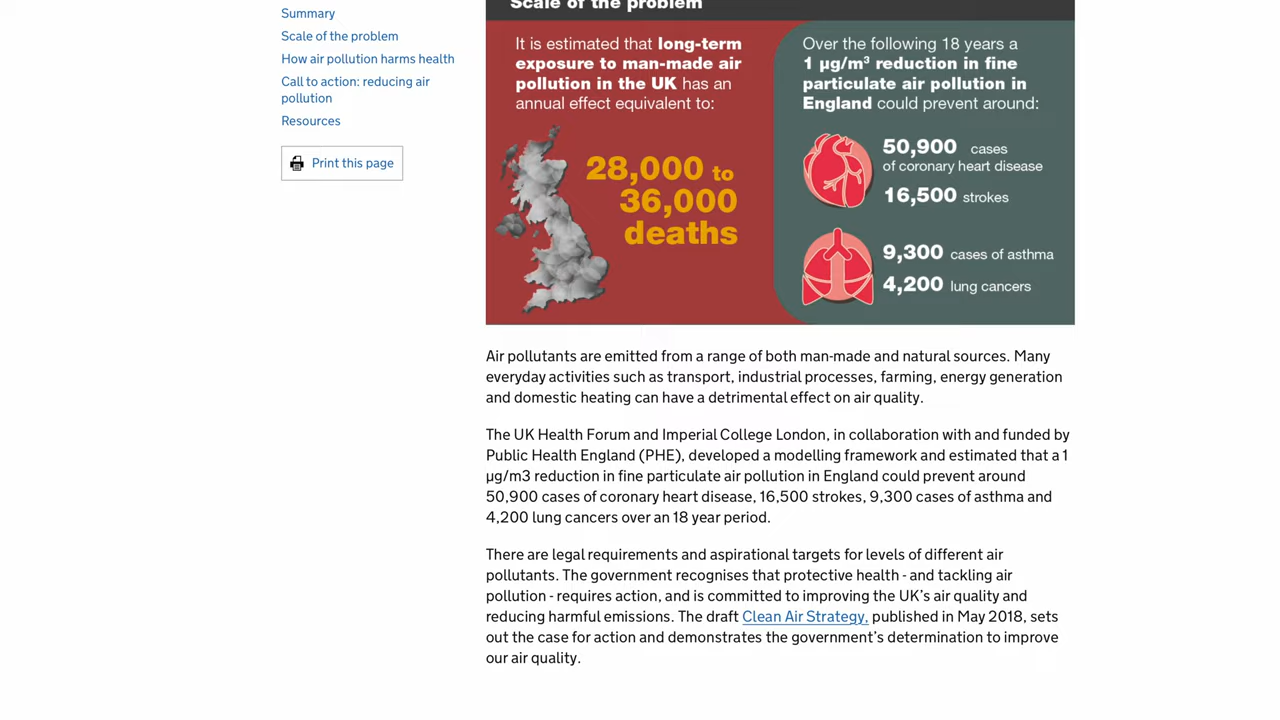 Summary
Scale of the problem
How air pollution harms health
Call to action: reducing air
pollution
Resources
Print this page
Scale of the problem
It is estimated that long-term
exposure to man-made air
pollution in the UK has an
annual effect equivalent to:
28,000 to
36,000
deaths
Over the following 18 years a
1 µg/m³ reduction in fine
particulate air pollution in
England could prevent around:
50,900 cases
of coronary heart disease
16,500 strokes
9,300 cases of asthma
4,200 lung cancers
Air pollutants are emitted from a range of both man-made and natural sources. Many
everyday activities such as transport, industrial processes, farming, energy generation
and domestic heating can have a detrimental effect on air quality.
The UK Health Forum and Imperial College London, in collaboration with and funded by
Public Health England (PHE), developed a modelling framework and estimated that a 1
µg/m3 reduction in fine particulate air pollution in England could prevent around
50,900 cases of coronary heart disease, 16,500 strokes, 9,300 cases of asthma and
4,200 lung cancers over an 18 year period.
There are legal requirements and aspirational targets for levels of different air
pollutants. The government recognises that protective health - and tackling air
pollution - requires action, and is committed to improving the UK’s air quality and
reducing harmful emissions. The draft Clean Air Strategy, published in May 2018, sets
out the case for action and demonstrates the government’s determination to improve
our air quality.